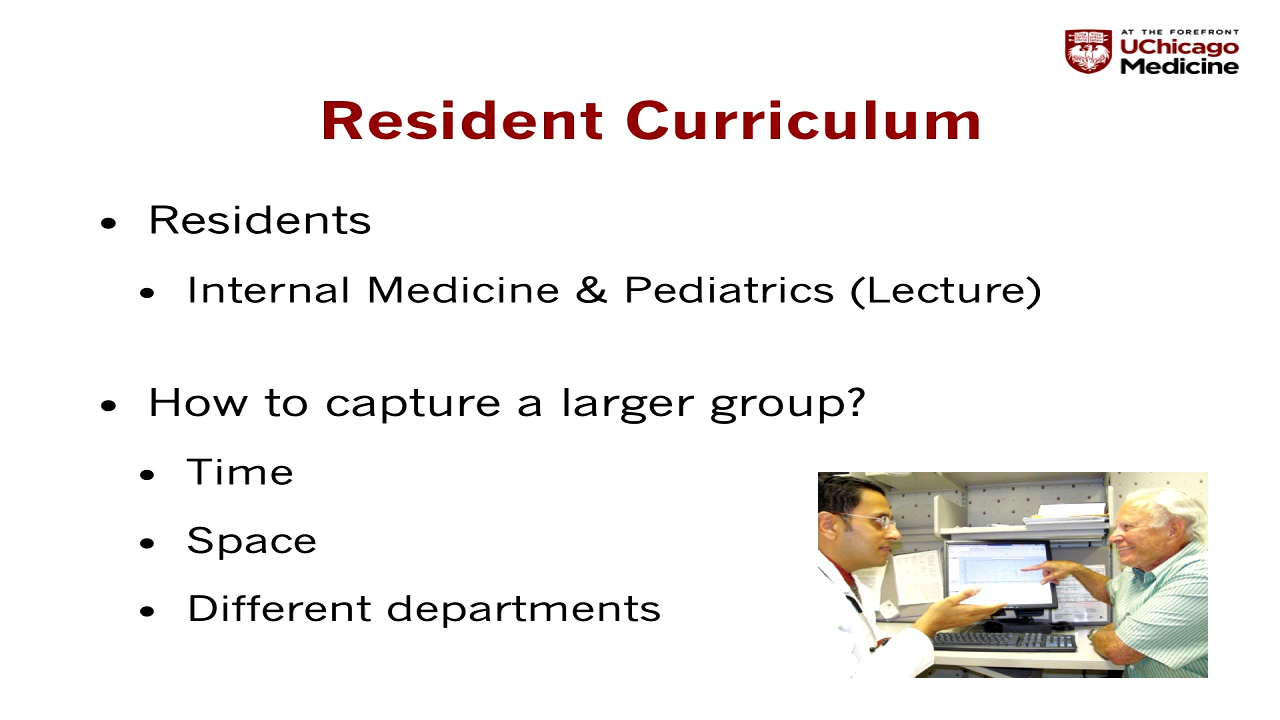 AT THE FOREFRONT
UChicago
Medicine
Resident Curriculum
• Residents
• Internal Medicine & Pediatrics (Lecture)
• How to capture a larger group?
• Time
• Space
• Different departments